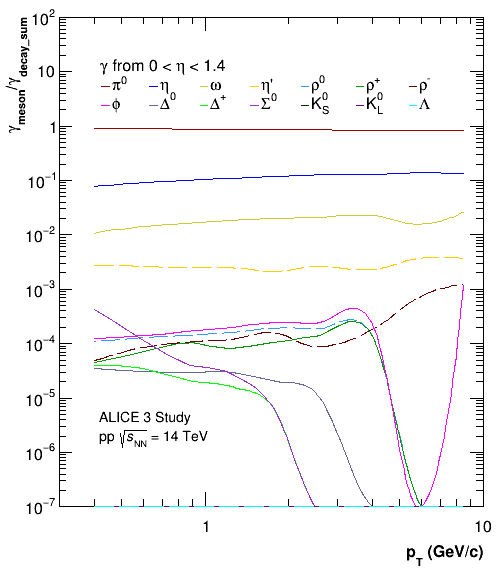 γ_meson/γ_decay_sum
10²
10
1
10⁻¹
10⁻²
10⁻³
10⁻⁴
10⁻⁵
10⁻⁶
10⁻⁷
γ from 0 < η < 1.4
π⁰ η ω η' ρ⁰ ρ⁺ ρ⁻
ϕ Δ⁰ Δ⁺ Σ⁰ K⁰_S K⁰_L Λ
ALICE 3 Study
pp √s_NN = 14 TeV
1 10
p_T (GeV/c)